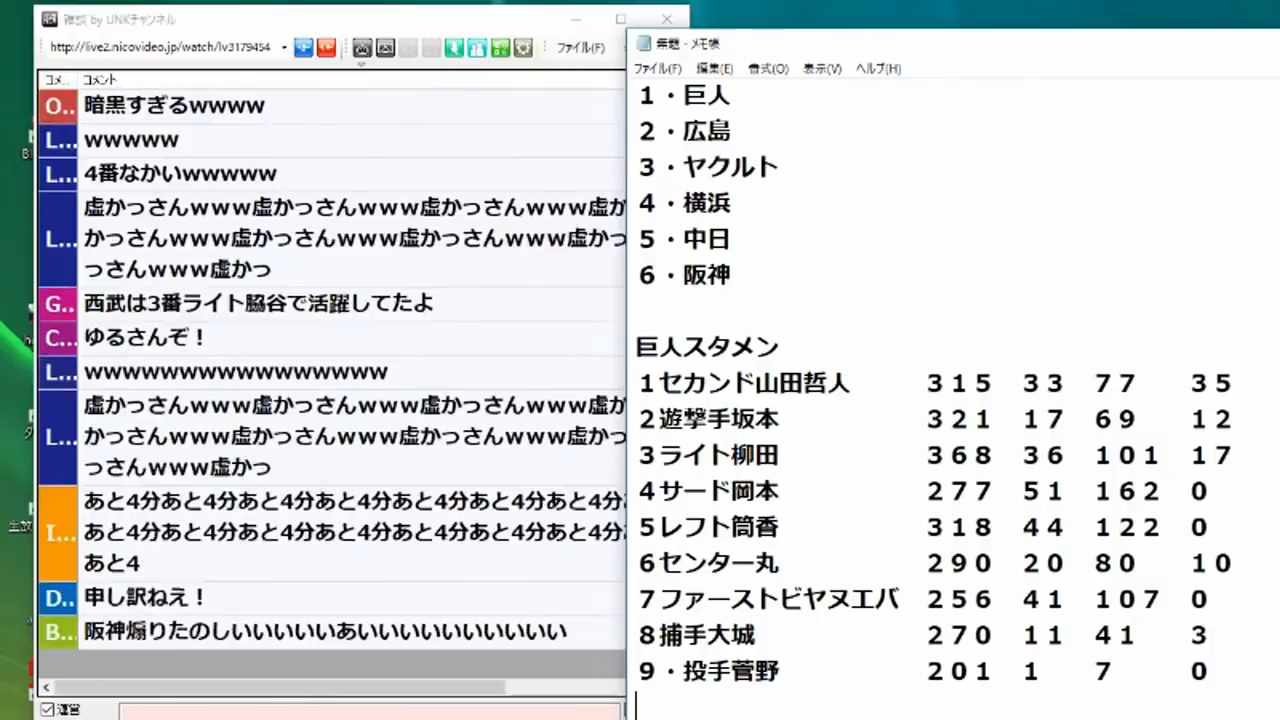 雑談 by LINKチャンネル
http://live2.nicovideo.jp/watch/lv3179454
ファイル(F)
コメ.. コメント
O.. 暗黒すぎるwwww
L... wwwww
L... 4番なかいwwwww
L... 虚かっさんｗｗｗ虚かっさんｗｗｗ虚かっさんｗｗｗ虚か
かっさんｗｗｗ虚かっさんｗｗｗ虚かっさんｗｗｗ虚かっ
っさんｗｗｗ虚かっ
G.. 西武は3番ライト脇谷で活躍してたよ
C... ゆるさんぞ！
L... wwwwwwwwwwwwwwww
L... 虚かっさんｗｗｗ虚かっさんｗｗｗ虚かっさんｗｗｗ虚か
かっさんｗｗｗ虚かっさんｗｗｗ虚かっさんｗｗｗ虚かっ
っさんｗｗｗ虚かっ
I... あと4分あと4分あと4分あと4分あと4分あと4分あと4分
あと4分あと4分あと4分あと4分あと4分あと4分あと4分
あと4
D.. 申し訳ねえ！
B... 阪神煽りたのしいいいいいあいいいいいいいいいい
運営
無題 - メモ帳
ファイル(F) 編集(E) 書式(O) 表示(V) ヘルプ(H)
１・巨人
２・広島
３・ヤクルト
４・横浜
５・中日
６・阪神
巨人スタメン
１セカンド山田哲人 ３１５ ３３ ７７ ３５
２遊撃手坂本 ３２１ １７ ６９ １２
３ライト柳田 ３６８ ３６ １０１ １７
４サード岡本 ２７７ ５１ １６２ ０
５レフト筒香 ３１８ ４４ １２２ ０
６センター丸 ２９０ ２０ ８０ １０
７ファーストビヤヌエバ ２５６ ４１ １０７ ０
８捕手大城 ２７０ １１ ４１ ３
９・投手菅野 ２０１ １ ７ ０